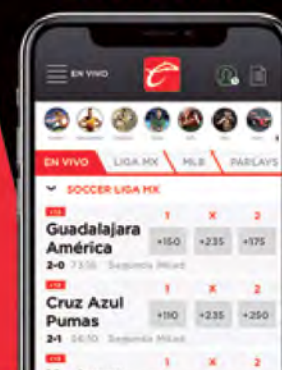 EN VIVO
EN VIVO LIGA MX MLB PARLAYS
SOCCER LIGA MX
1 X 2
Guadalajara
América
+150 +235 +175
2-0 Segunda Mitad
1 X 2
Cruz Azul
Pumas
+110 +235 +250
2-1 Segunda Mitad
1 X 2